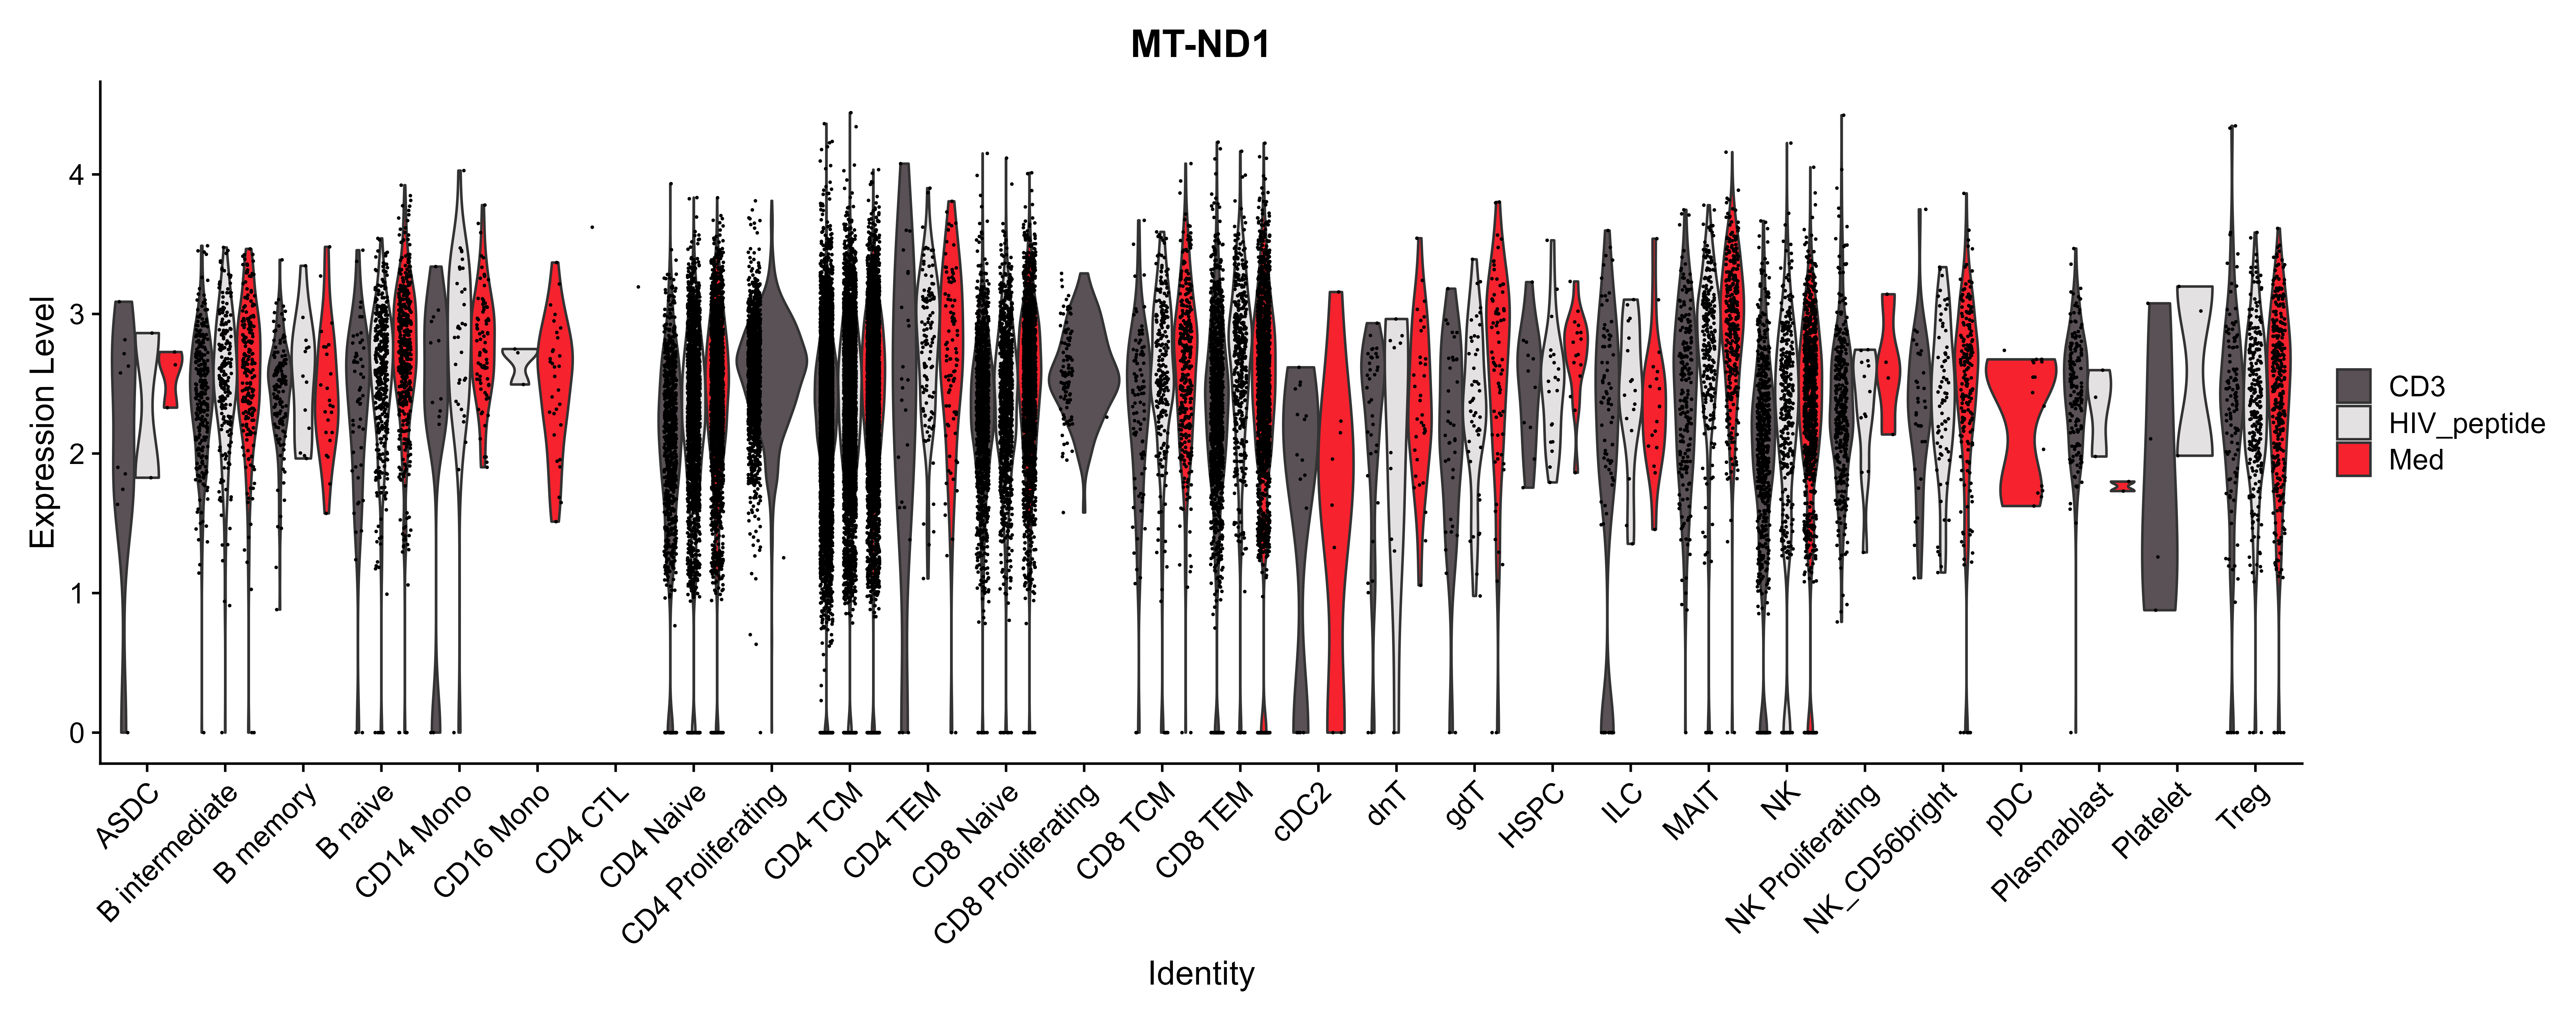 MT-ND1
Expression Level
4
3
2
1
0
ASDC
B intermediate
B memory
B naive
CD14 Mono
CD16 Mono
CD4 CTL
CD4 Naive
CD4 Proliferating
CD4 TCM
CD4 TEM
CD8 Naive
CD8 Proliferating
CD8 TCM
CD8 TEM
cDC2
dnT
gdT
HSPC
ILC
MAIT
NK
NK Proliferating
NK_CD56bright
pDC
Plasmablast
Platelet
Treg
Identity
CD3
HIV_peptide
Med